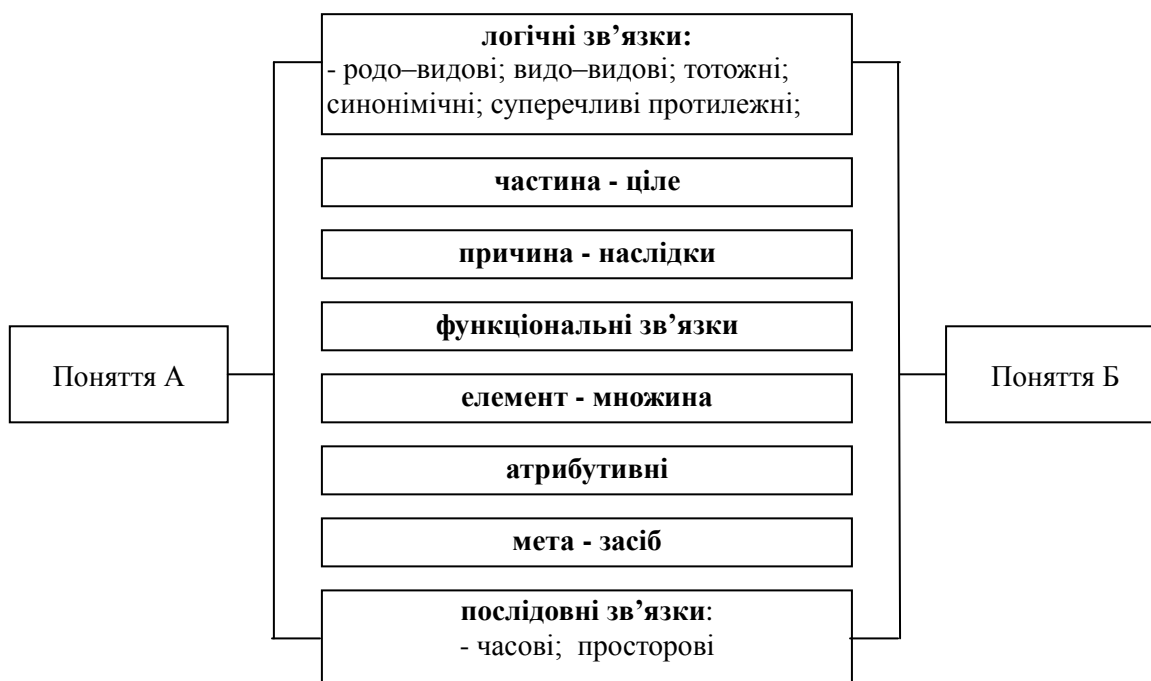 логічні зв’язки:
- родо–видові; видо–видові; тотожні;
синонімічні; суперечливі протилежні;
частина - ціле
причина - наслідки
функціональні зв’язки
Поняття А
Поняття Б
елемент - множина
атрибутивні
мета - засіб
послідовні зв’язки:
- часові; просторові